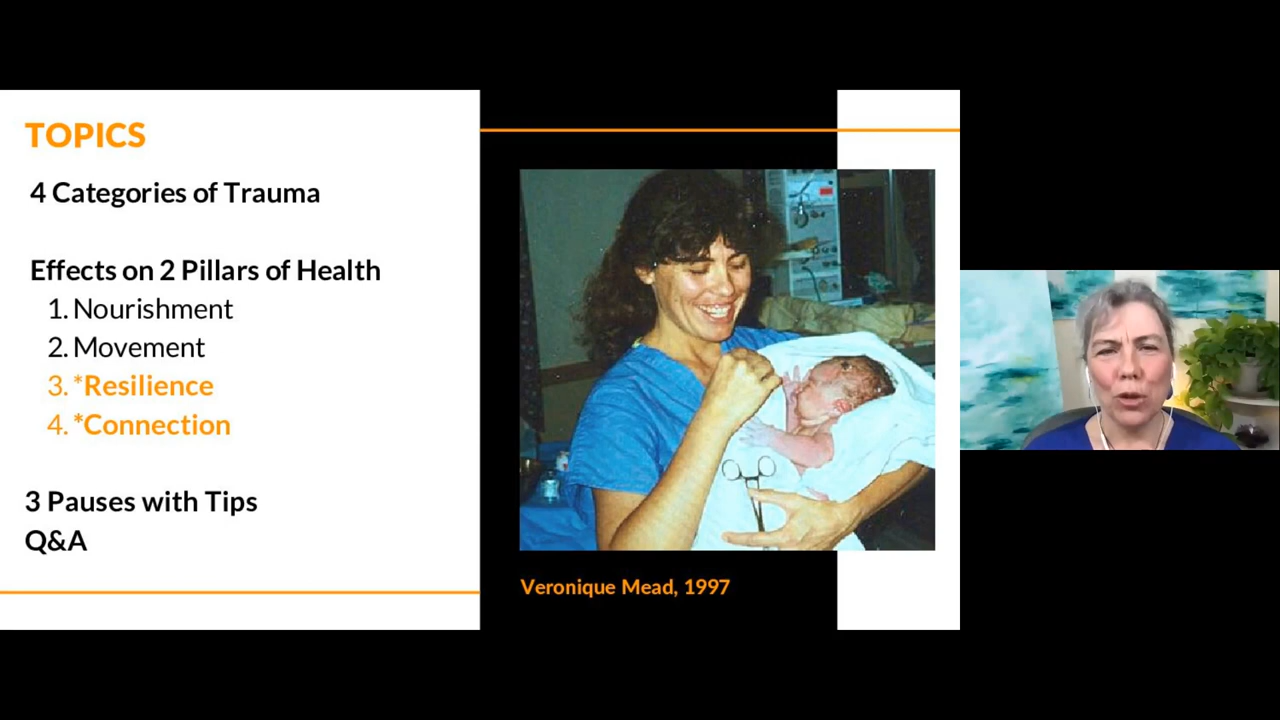 TOPICS
4 Categories of Trauma
Effects on 2 Pillars of Health
1. Nourishment
2. Movement
3. *Resilience
4. *Connection
3 Pauses with Tips
Q&A
Veronique Mead, 1997